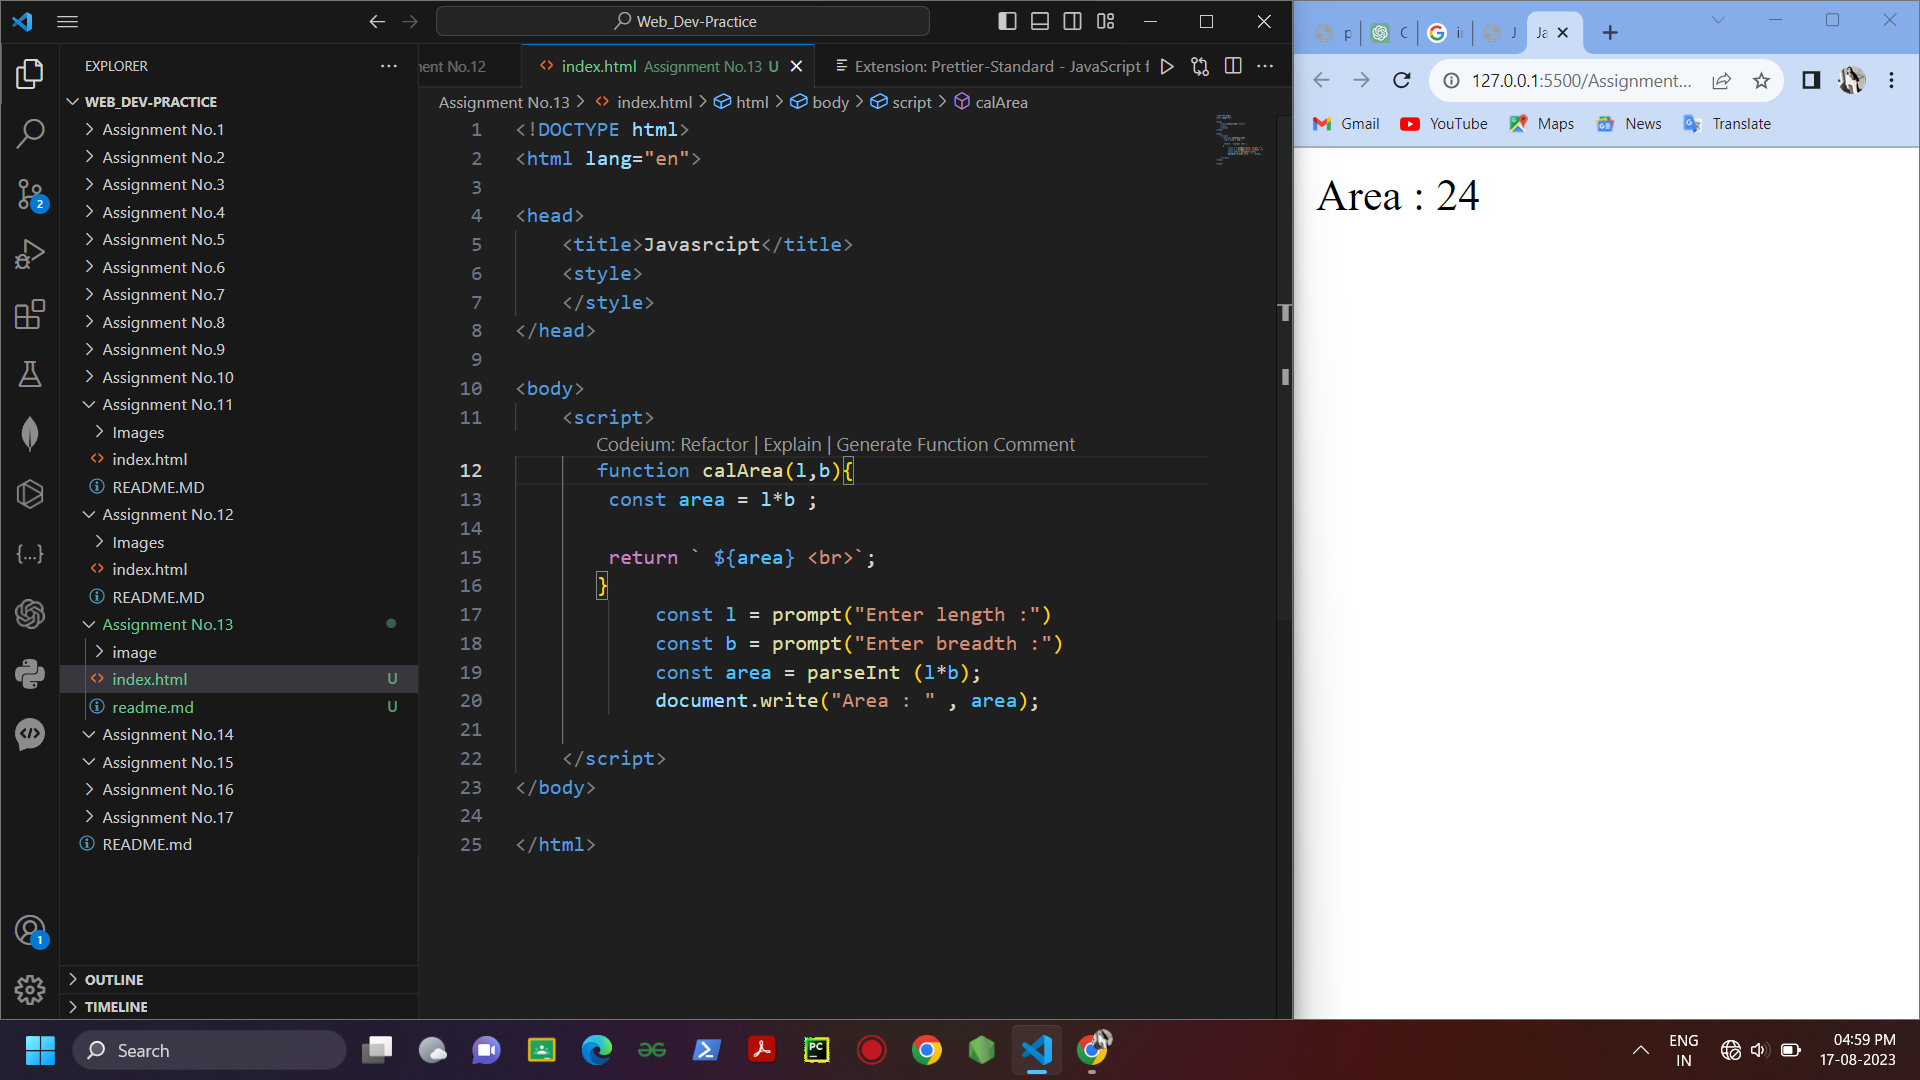 Web_Dev-Practice
EXPLORER
WEB_DEV-PRACTICE
Assignment No.1
Assignment No.2
Assignment No.3
Assignment No.4
Assignment No.5
Assignment No.6
Assignment No.7
Assignment No.8
Assignment No.9
Assignment No.10
Assignment No.11
Images
index.html
README.MD
Assignment No.12
Images
index.html
README.MD
Assignment No.13
image
index.html U
readme.md U
Assignment No.14
Assignment No.15
Assignment No.16
Assignment No.17
README.md
OUTLINE
TIMELINE
2
1
ent No.12
index.html Assignment No.13 U
Extension: Prettier-Standard - JavaScript f
Assignment No.13 > index.html > html > body > script > calArea
1 <!DOCTYPE html>
2 <html lang="en">
3
4 <head>
5 <title>Javasrcipt</title>
6 <style>
7 </style>
8 </head>
9
10 <body>
11 <script>
Codeium: Refactor | Explain | Generate Function Comment
12 function calArea(l,b){
13 const area = l*b ;
14
15 return ` ${area} <br>`;
16 }
17 const l = prompt("Enter length :")
18 const b = prompt("Enter breadth :")
19 const area = parseInt (l*b);
20 document.write("Area : " , area);
21
22 </script>
23 </body>
24
25 </html>
p
C
J
Ja
127.0.0.1:5500/Assignment...
Gmail YouTube Maps News Translate
Area : 24
Search
PC
ENG
IN
04:59 PM
17-08-2023